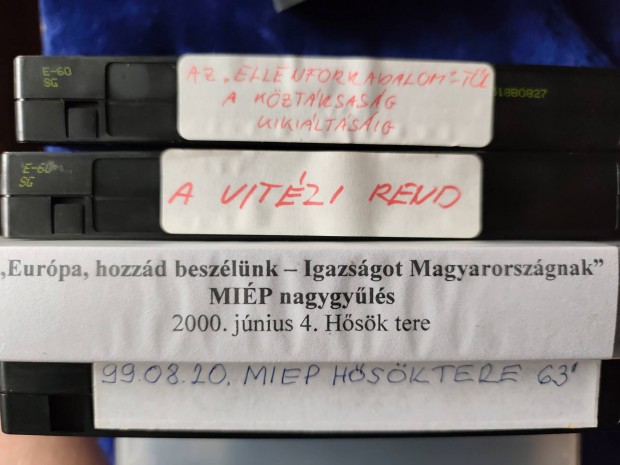 E-60
SG
AZ „ELLENFORRADALOM”-TÓL
A KÖZTÁRSASÁG
KIKIÁLTÁSÁIG
E-60
SG
A VITÉZI REND
„Európa, hozzád beszélünk – Igazságot Magyarországnak”
MIÉP nagygyűlés
2000. június 4. Hősök tere
99.08.20. MIEP HŐSÖKTERE 63'